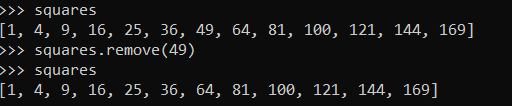 >>> squares
[1, 4, 9, 16, 25, 36, 49, 64, 81, 100, 121, 144, 169]
>>> squares.remove(49)
>>> squares
[1, 4, 9, 16, 25, 36, 64, 81, 100, 121, 144, 169]